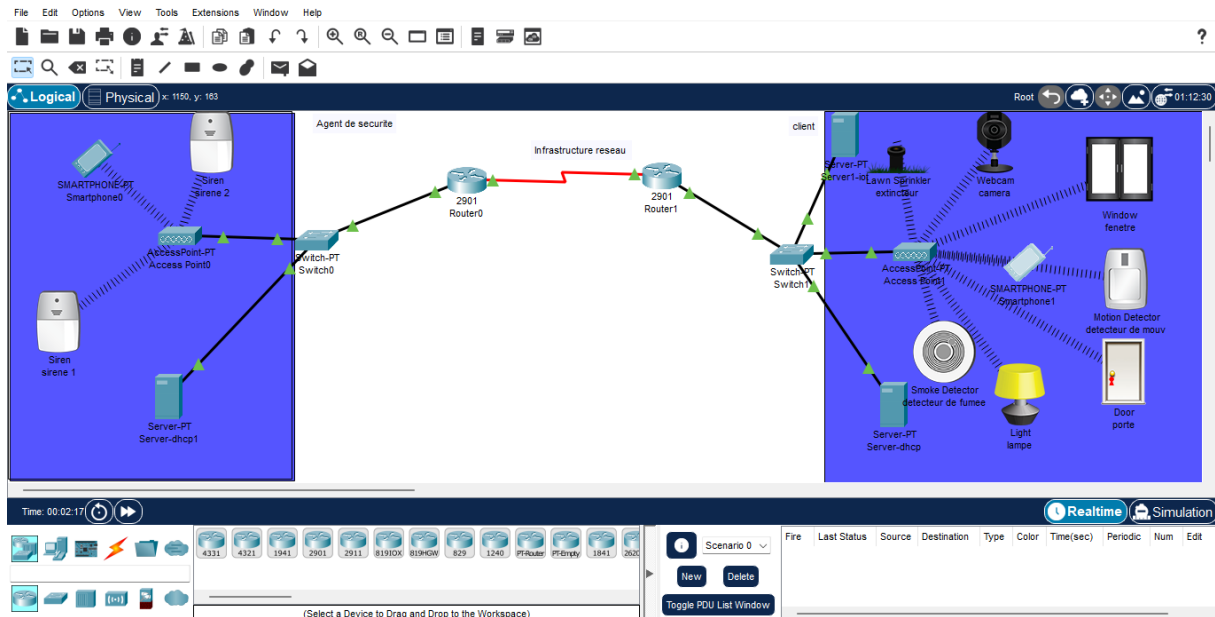 File Edit Options View Tools Extensions Window Help
?
Logical Physical x: 1150, y: 163 Root 01:12:30
Agent de securite
client
Infrastructure reseau
SMARTPHONE-PT
Smartphone0
Siren
sirene 2
AccessPoint-PT
Access Point0
Siren
sirene 1
Switch-PT
Switch0
Server-PT
Server-dhcp1
2901
Router0
2901
Router1
Switch-PT
Switch1
Server-PT
Server1-iot
Lawn Sprinkler
extincteur
Webcam
camera
Window
fenetre
AccessPoint-PT
Access Point1
SMARTPHONE-PT
Smartphone1
Motion Detector
detecteur de mouv
Smoke Detector
detecteur de fumee
Light
lampe
Door
porte
Server-PT
Server-dhcp
Time: 00:02:17 Realtime Simulation
4331 4321 1941 2901 2911 819IOX 819HGW 829 1240 PT-Router PT-Empty 1841 2620
(Select a Device to Drag and Drop to the Workspace)
Scenario 0
New Delete
Toggle PDU List Window
Fire Last Status Source Destination Type Color Time(sec) Periodic Num Edit